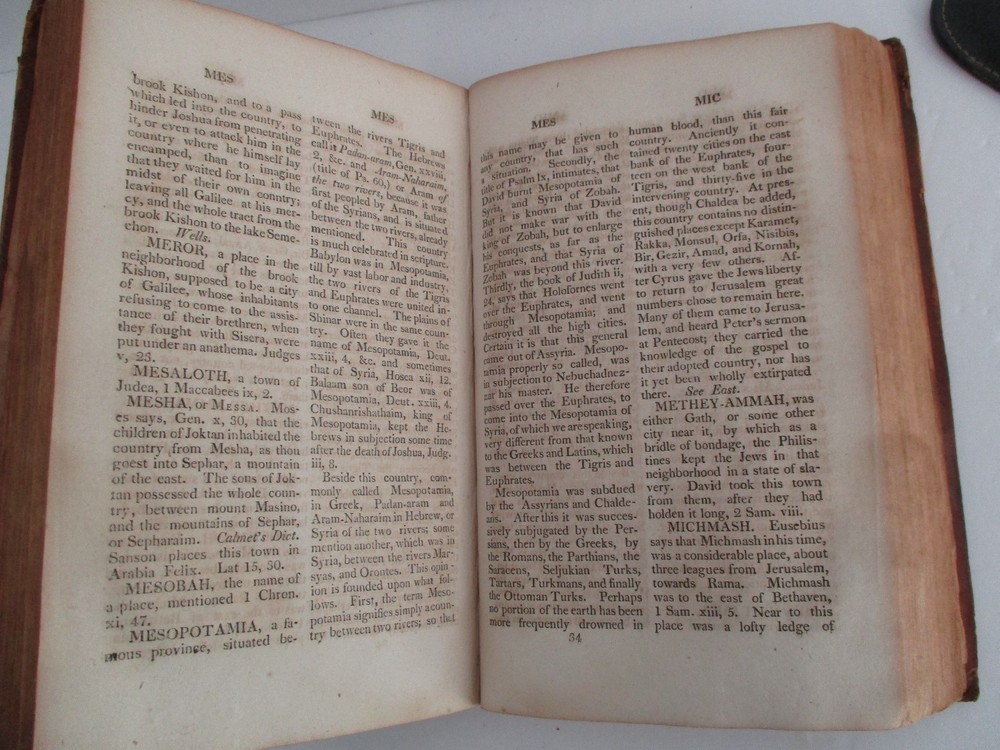 MES
brook Kishon, and to a pass
which led into the country, to
hinder Joshua from penetrating
it, or even to attack him in the
country where he himself lay
encamped, than to imagine
that they waited for him in the
midst of their own country;
leaving all Galilee at his mer-
cy, and the whole tract from the
brook Kishon to the lake Seme-
chon. Wells.
MEROR, a place in the
neighborhood of the brook
Kishon, supposed to be a city
of Galilee, whose inhabitants
refusing to come to the assis-
tance of their brethren, when
they fought with Sisera, were
put under an anathema. Judges
v, 23.
MESALOTH, a town of
Judea, 1 Maccabees ix, 2.
MESHA, or MESSA. Mos-
es says, Gen. x, 30, that the
children of Joktan inhabited the
country from Mesha, as thou
goest into Sephar, a mountain
of the east. The sons of Jok-
tan possessed the whole coun-
try, between mount Masino,
and the mountains of Sephar,
or Sepharaim. Calmet's Dict.
Sanson places this town in
Arabia Felix. Lat 15, 30.
MESOBAH, the name of
a place, mentioned 1 Chron.
xi, 47.
MESOPOTAMIA, a fa-
mous province, situated be-
MES
tween the rivers Tigris and
Euphrates. The Hebrews
call it Padan-aram, Gen. xxviii,
2, &c. and Aram-Naharaim,
(title of Ps. 60,) or Aram of
the two rivers, because it was
first peopled by Aram, father
of the Syrians, and is situated
between the two rivers, already
mentioned. This country
is much celebrated in scripture.
Babylon was in Mesopotamia,
till by vast labor and industry,
the two rivers of the Tigris
and Euphrates were united in-
to one channel. The plains of
Shinar were in the same coun-
try. Often they gave it the
name of Mesopotamia, Deut.
xxiii, 4, &c. and sometimes
that of Syria, Hosea xii, 12.
Balaam son of Beor was of
Mesopotamia, Deut. xxiii, 4.
Chushanrishathaim, king of
Mesopotamia, kept the He-
brews in subjection some time
after the death of Joshua, Judg.
iii, 8.
Beside this country, com-
monly called Mesopotamia,
in Greek, Padan-aram and
Aram-Naharaim in Hebrew, or
Syria of the two rivers; some
mention another, which was in
Syria, between the rivers Mar-
syas, and Orontes. This opin-
ion is founded upon what fol-
lows. First, the term Meso-
potamia signifies simply a coun-
try between two rivers; so that
MES
this name may be given to
any country, that has such
a situation. Secondly, the
title of Psalm lx, intimates, that
David burnt Mesopotamia of
Syria, and Syria of Zobah.
But it is known that David
did not make war with the
king of Zobah, but to enlarge
his conquests, as far as the
Euphrates, and that Syria of
Zobah was beyond this river.
Thirdly, the book of Judith ii,
24, says that Holofornes went
over the Euphrates, and went
through Mesopotamia; and
destroyed all the high cities.
Certain it is that this general
came out of Assyria. Mesopo-
tamia properly so called, was
in subjection to Nebuchadnez-
zar his master. He therefore
passed over the Euphrates, to
come into the Mesopotamia of
Syria, of which we are speaking,
very different from that known
to the Greeks and Latins, which
was between the Tigris and
Euphrates.
Mesopotamia was subdued
by the Assyrians and Chalde-
ans. After this it was succes-
sively subjugated by the Per-
sians, then by the Greeks, by
the Romans, the Parthians, the
Saracens, Seljukian Turks,
Tartars, Turkmans, and finally
the Ottoman Turks. Perhaps
no portion of the earth has been
more frequently drowned in
34
MIC
human blood, than this fair
country. Anciently it con-
tained twenty cities on the east
bank of the Euphrates, four-
teen on the west bank of the
Tigris, and thirty-five in the
intervening country. At pres-
ent, though Chaldea be added,
this country contains no distin-
guished places except Karamet,
Rakka, Monsul, Orfa, Nisibis,
Bir, Gezir, Amad, and Kornah,
with a very few others. Af-
ter Cyrus gave the Jews liberty
to return to Jerusalem great
numbers chose to remain here.
Many of them came to Jerusa-
lem, and heard Peter's sermon
at Pentecost; they carried the
knowledge of the gospel to
their adopted country, nor has
it yet been wholly extirpated
there. See East.
METHEY-AMMAH, was
either Gath, or some other
city near it, by which as a
bridle of bondage, the Philis-
tines kept the Jews in that
neighborhood in a state of sla-
very. David took this town
from them, after they had
holden it long, 2 Sam. viii.
MICHMASH. Eusebius
says that Michmash in his time,
was a considerable place, about
three leagues from Jerusalem,
towards Rama. Michmash
was to the east of Bethaven,
1 Sam. xiii, 5. Near to this
place was a lofty ledge of